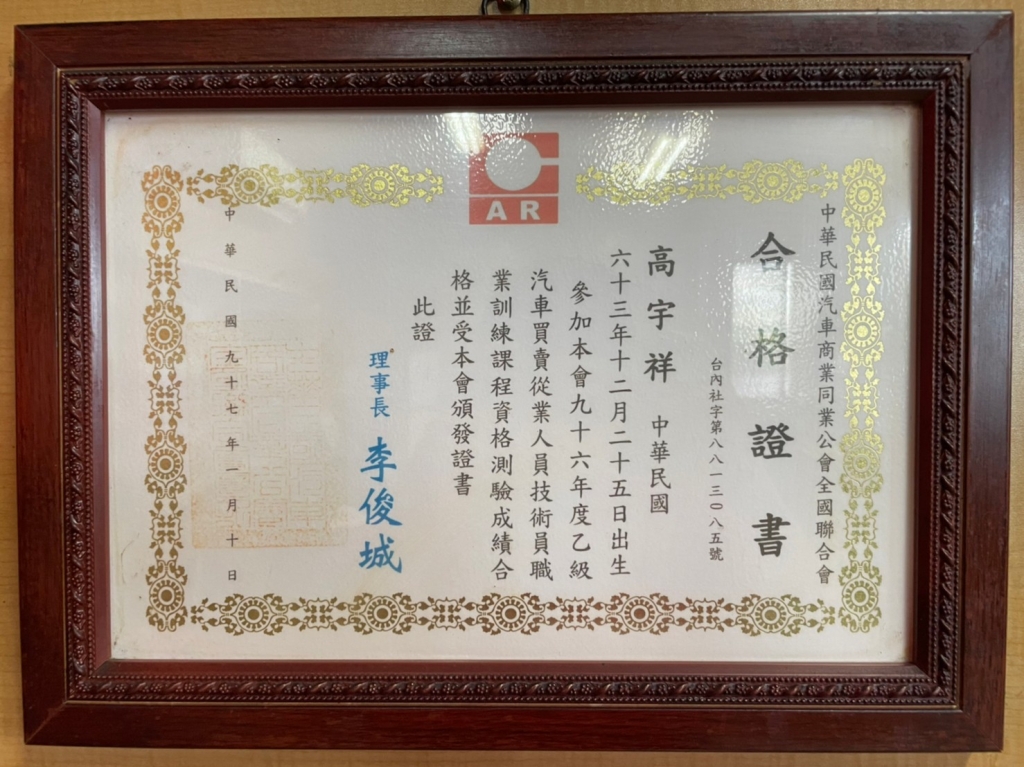 AR
中華民國汽車商業同業公會全國聯合會
合格證書
台內社字第八八一三〇八五號
高宇祥 中華民國
六十三年十二月二十五日出生
參加本會九十六年度乙級
汽車買賣從業人員技術員職
業訓練課程資格測驗成績合
格並受本會頒發證書
此證
理事長 李俊城
中華民國九十七年一月十日